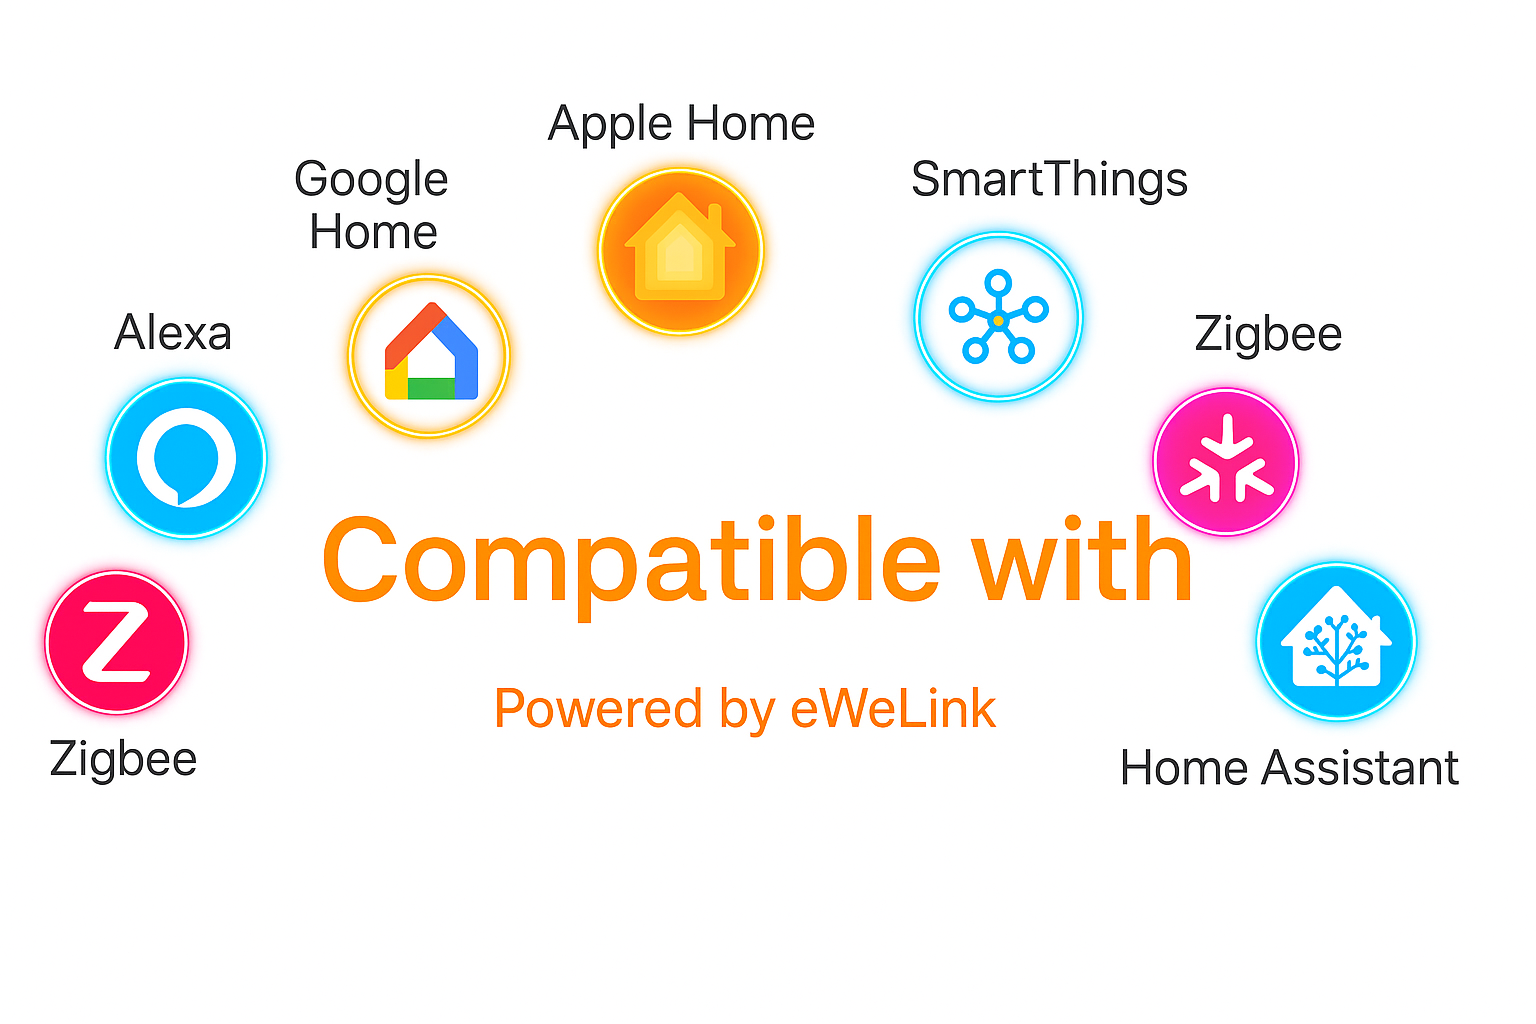 Apple Home
Google
Home
SmartThings
Alexa
Zigbee
Compatible with
Powered by eWeLink
Zigbee
Home Assistant